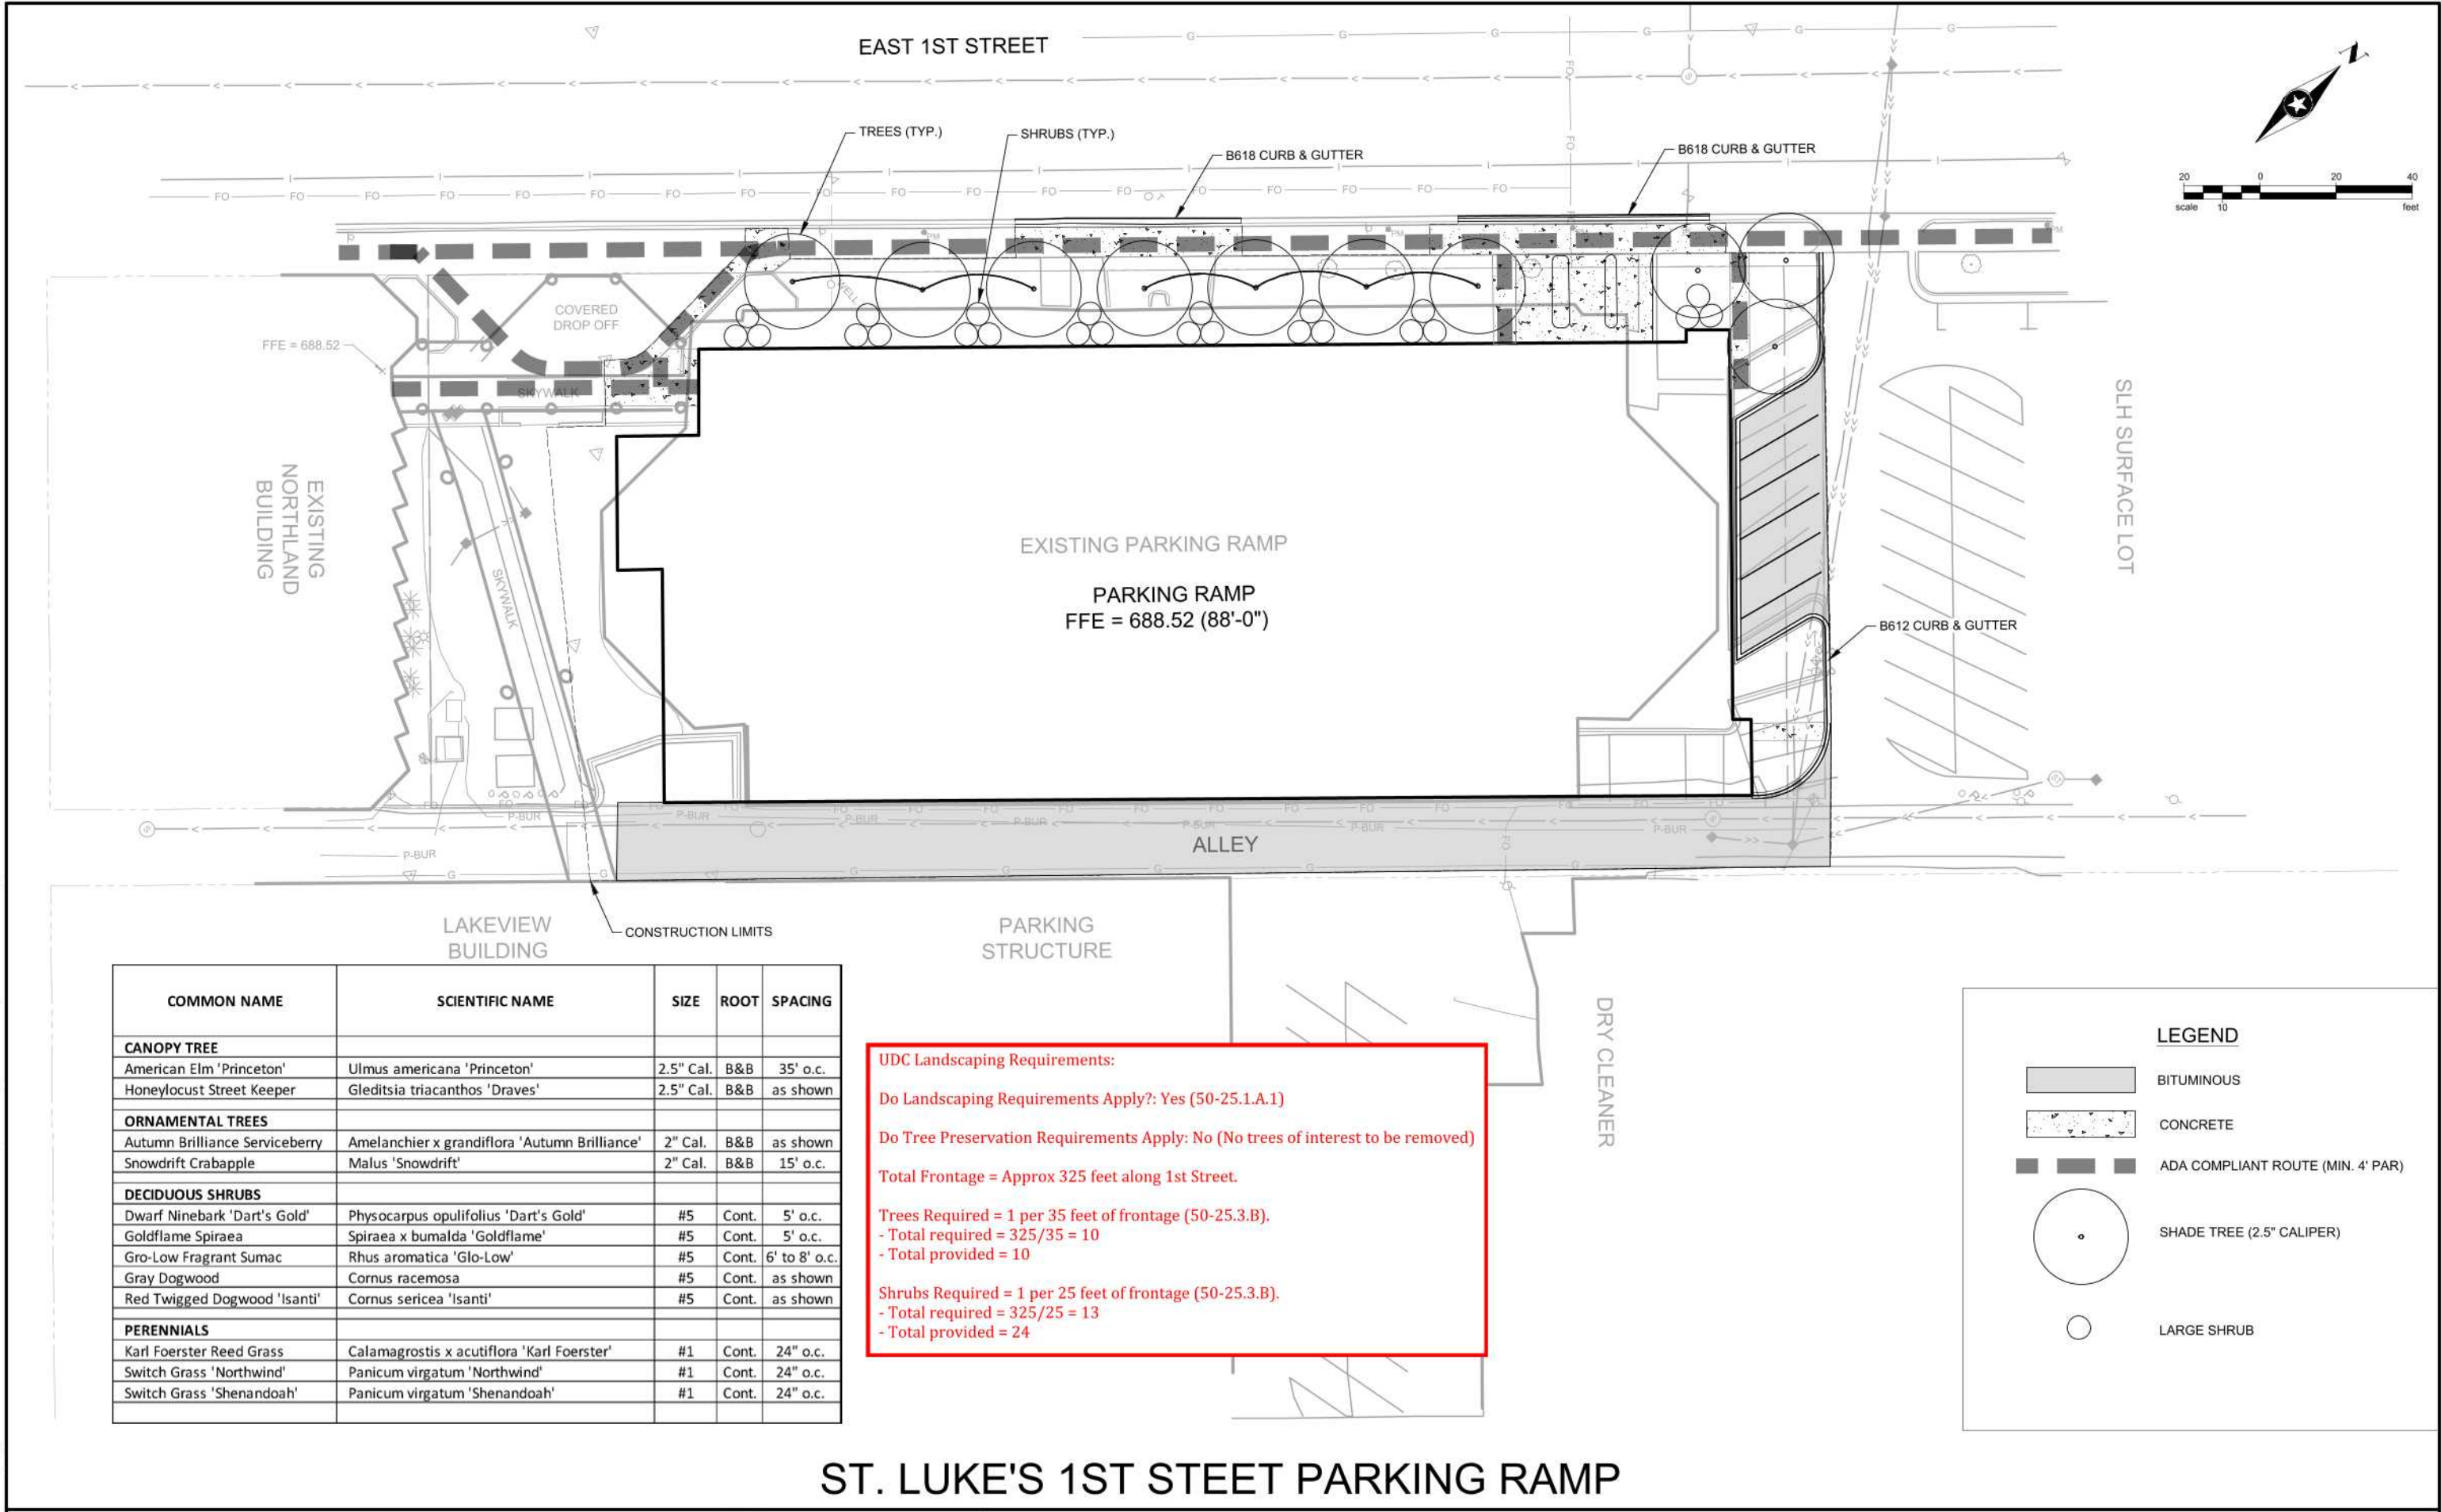 EAST 1ST STREET
TREES (TYP.)
SHRUBS (TYP.)
B618 CURB & GUTTER
B618 CURB & GUTTER
20 0 20 40
scale 10 feet
COVERED
DROP OFF
WELL
FFE = 688.52
SKYWALK
EXISTING
NORTHLAND
BUILDING
SKYWALK
EXISTING PARKING RAMP
PARKING RAMP
FFE = 688.52 (88'-0")
SLH SURFACE LOT
B612 CURB & GUTTER
ALLEY
P-BUR
P-BUR
P-BUR
P-BUR
P-BUR
P-BUR
P-BUR
P-BUR
LAKEVIEW
BUILDING
CONSTRUCTION LIMITS
PARKING
STRUCTURE
DRY CLEANER
COMMON NAME SCIENTIFIC NAME SIZE ROOT SPACING
CANOPY TREE
American Elm 'Princeton' Ulmus americana 'Princeton' 2.5" Cal. B&B 35' o.c.
Honeylocust Street Keeper Gleditsia triacanthos 'Draves' 2.5" Cal. B&B as shown
ORNAMENTAL TREES
Autumn Brilliance Serviceberry Amelanchier x grandiflora 'Autumn Brilliance' 2" Cal. B&B as shown
Snowdrift Crabapple Malus 'Snowdrift' 2" Cal. B&B 15' o.c.
DECIDUOUS SHRUBS
Dwarf Ninebark 'Dart's Gold' Physocarpus opulifolius 'Dart's Gold' #5 Cont. 5' o.c.
Goldflame Spiraea Spiraea x bumalda 'Goldflame' #5 Cont. 5' o.c.
Gro-Low Fragrant Sumac Rhus aromatica 'Glo-Low' #5 Cont. 6' to 8' o.c.
Gray Dogwood Cornus racemosa #5 Cont. as shown
Red Twigged Dogwood 'Isanti' Cornus sericea 'Isanti' #5 Cont. as shown
PERENNIALS
Karl Foerster Reed Grass Calamagrostis x acutiflora 'Karl Foerster' #1 Cont. 24" o.c.
Switch Grass 'Northwind' Panicum virgatum 'Northwind' #1 Cont. 24" o.c.
Switch Grass 'Shenandoah' Panicum virgatum 'Shenandoah' #1 Cont. 24" o.c.
UDC Landscaping Requirements:
Do Landscaping Requirements Apply?: Yes (50-25.1.A.1)
Do Tree Preservation Requirements Apply: No (No trees of interest to be removed)
Total Frontage = Approx 325 feet along 1st Street.
Trees Required = 1 per 35 feet of frontage (50-25.3.B).
- Total required = 325/35 = 10
- Total provided = 10
Shrubs Required = 1 per 25 feet of frontage (50-25.3.B).
- Total required = 325/25 = 13
- Total provided = 24
LEGEND
BITUMINOUS
CONCRETE
ADA COMPLIANT ROUTE (MIN. 4' PAR)
SHADE TREE (2.5" CALIPER)
LARGE SHRUB
ST. LUKE'S 1ST STEET PARKING RAMP